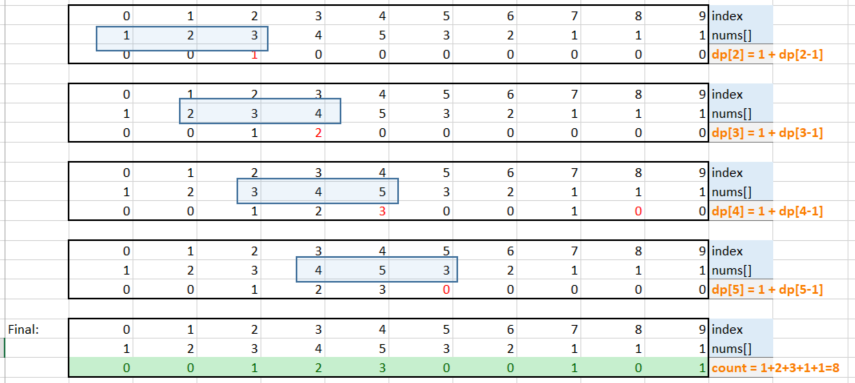 0 1 2 3 4 5 6 7 8 9 index
1 2 3 4 5 3 2 1 1 1 nums[]
0 0 1 0 0 0 0 0 0 0 dp[2] = 1 + dp[2-1]
0 1 2 3 4 5 6 7 8 9 index
1 2 3 4 5 3 2 1 1 1 nums[]
0 0 1 2 0 0 0 0 0 0 dp[3] = 1 + dp[3-1]
0 1 2 3 4 5 6 7 8 9 index
1 2 3 4 5 3 2 1 1 1 nums[]
0 0 1 2 3 0 0 1 0 0 dp[4] = 1 + dp[4-1]
0 1 2 3 4 5 6 7 8 9 index
1 2 3 4 5 3 2 1 1 1 nums[]
0 0 1 2 3 0 0 0 0 0 dp[5] = 1 + dp[5-1]
Final: 0 1 2 3 4 5 6 7 8 9 index
1 2 3 4 5 3 2 1 1 1 nums[]
0 0 1 2 3 0 0 1 0 1 count = 1+2+3+1+1=8